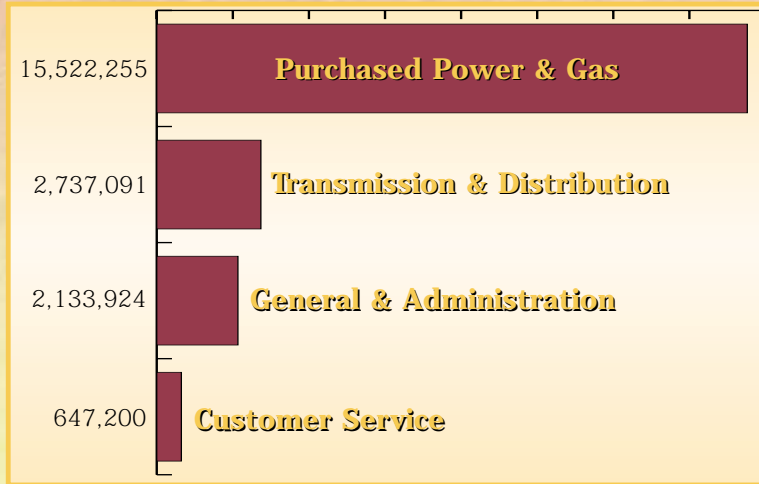 15,522,255 Purchased Power & Gas
2,737,091 Transmission & Distribution
2,133,924 General & Administration
647,200 Customer Service